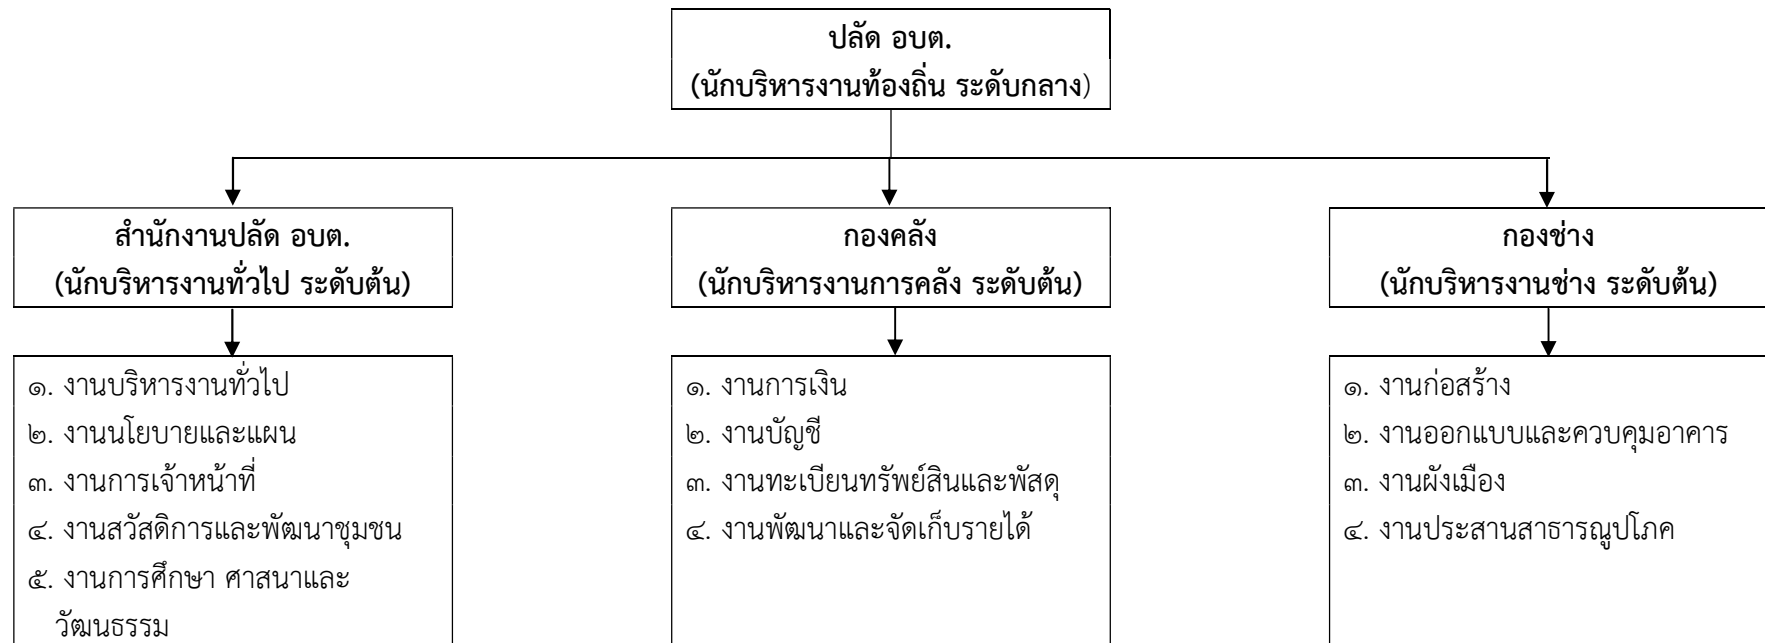 ปลัด อบต.
(นักบริหารงานท้องถิ่น ระดับกลาง)
สำนักงานปลัด อบต.
(นักบริหารงานทั่วไป ระดับต้น)
กองคลัง
(นักบริหารงานการคลัง ระดับต้น)
กองช่าง
(นักบริหารงานช่าง ระดับต้น)
๑. งานบริหารงานทั่วไป
๒. งานนโยบายและแผน
๓. งานการเจ้าหน้าที่
๔. งานสวัสดิการและพัฒนาชุมชน
๕. งานการศึกษา ศาสนาและ
วัฒนธรรม
๑. งานการเงิน
๒. งานบัญชี
๓. งานทะเบียนทรัพย์สินและพัสดุ
๔. งานพัฒนาและจัดเก็บรายได้
๑. งานก่อสร้าง
๒. งานออกแบบและควบคุมอาคาร
๓. งานผังเมือง
๔. งานประสานสาธารณูปโภค